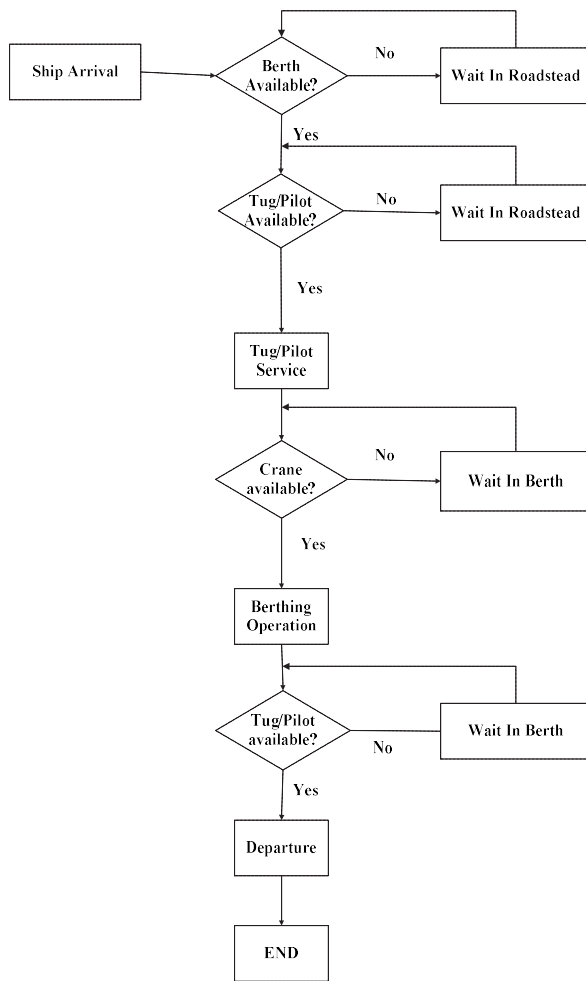 Ship Arrival
Berth
Available?
No
Wait In Roadstead
Yes
Tug/Pilot
Available?
No
Wait In Roadstead
Yes
Tug/Pilot
Service
Crane
available?
No
Wait In Berth
Yes
Berthing
Operation
Tug/Pilot
available?
No
Wait In Berth
Yes
Departure
END